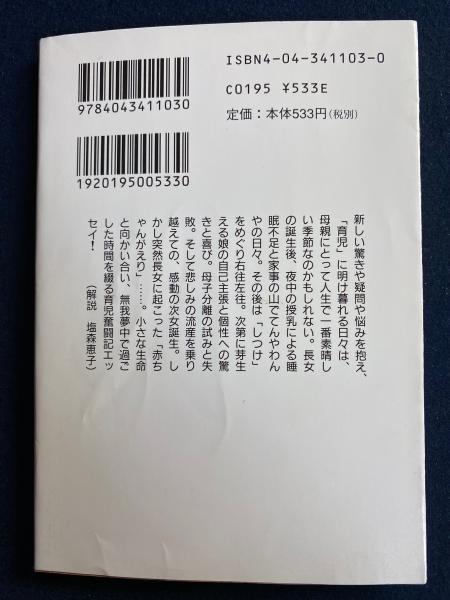 ISBN4-04-341103-0
C0195 ¥533E
定価：本体533円(税別)
9784043411030
1920195005330
新しい驚きや疑問や悩みを抱え、
「育児」に明け暮れる日々は、
母親にとって人生で一番素晴し
い季節なのかもしれない。長女
の誕生後、夜中の授乳による睡
眠不足と家事の山でてんやわん
やの日々。その後は「しつけ」
をめぐり右往左往。次第に芽生
える娘の自己主張と個性への驚
きと喜び。母子分離の試みと失
敗。そして悲しみの流産を乗り
越えての、感動の次女誕生。し
かし突然長女に起こった「赤ち
ゃんがえり」……。小さな生命
と向かい合い、無我夢中で過ご
した時間を綴る育児奮闘記エッ
セイ！
（解説　塩森恵子）